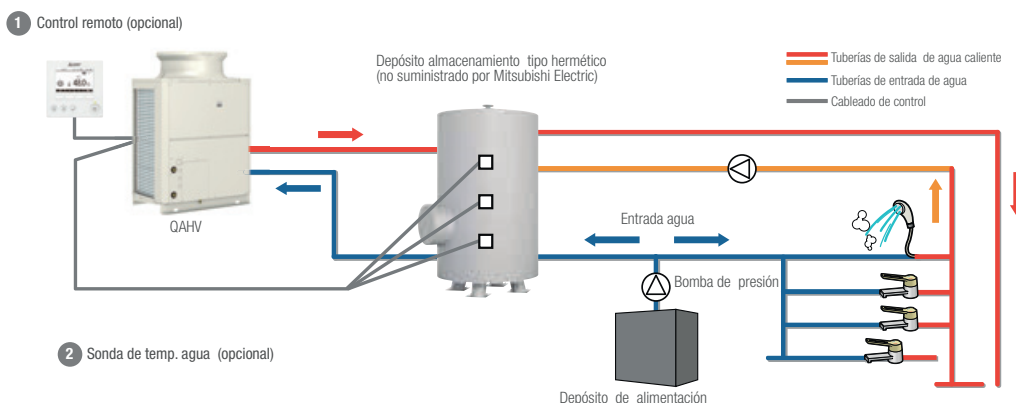 1 Control remoto (opcional)
Depósito almacenamiento tipo hermético
(no suministrado por Mitsubishi Electric)
Tuberías de salida de agua caliente
Tuberías de entrada de agua
Cableado de control
QAHV
Entrada agua
Bomba de presión
2 Sonda de temp. agua (opcional)
Depósito de alimentación